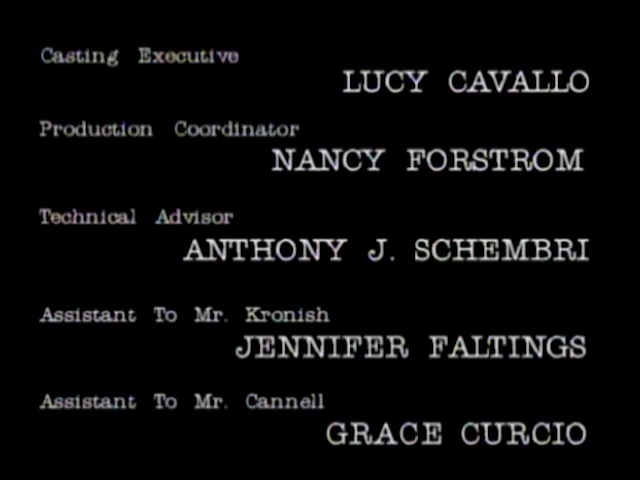 Casting Executive
LUCY CAVALLO
Production Coordinator
NANCY FORSTROM
Technical Advisor
ANTHONY J. SCHEMBRI
Assistant To Mr. Kronish
JENNIFER FALTINGS
Assistant To Mr. Cannell
GRACE CURCIO